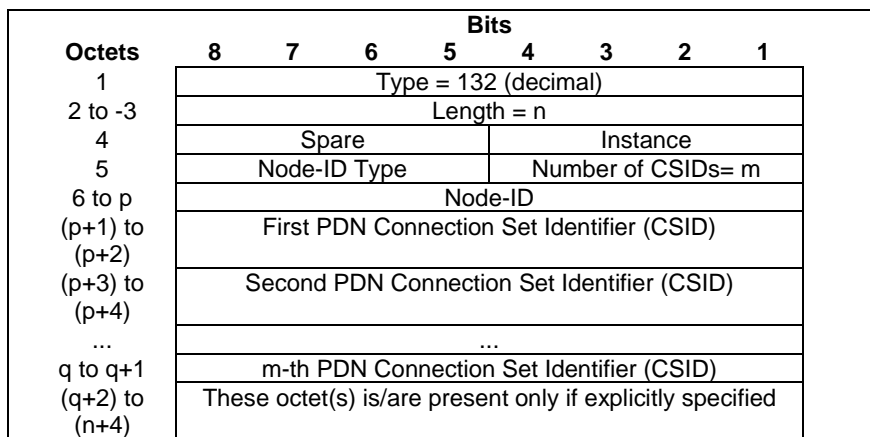 Bits
Octets 8 7 6 5 4 3 2 1
1 Type = 132 (decimal)
2 to -3 Length = n
4 Spare Instance
5 Node-ID Type Number of CSIDs= m
6 to p Node-ID
(p+1) to First PDN Connection Set Identifier (CSID)
(p+2)
(p+3) to Second PDN Connection Set Identifier (CSID)
(p+4)
... ...
q to q+1 m-th PDN Connection Set Identifier (CSID)
(q+2) to These octet(s) is/are present only if explicitly specified
(n+4)